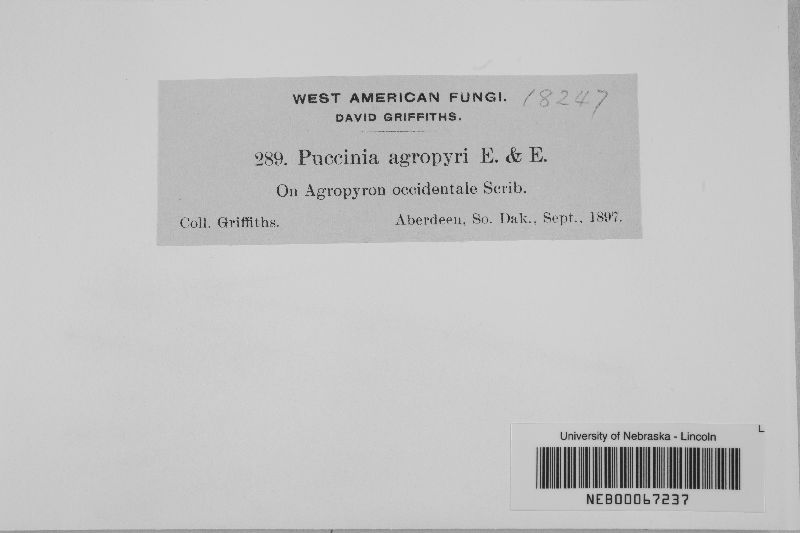 WEST AMERICAN FUNGI. 18247
DAVID GRIFFITHS.
289. Puccinia agropyri E. & E.
On Agropyron occidentale Scrib.
Coll. Griffiths. Aberdeen, So. Dak., Sept., 1897.
L
University of Nebraska - Lincoln
NEB00067237